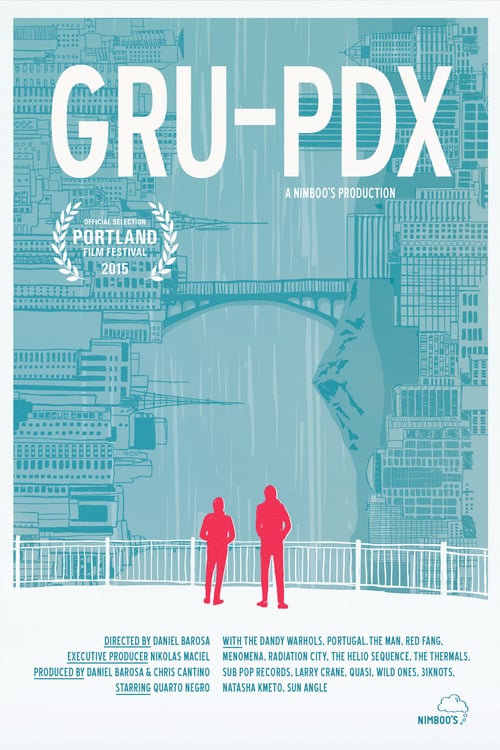 GRU-PDX
A NIMBOO'S PRODUCTION
OFFICIAL SELECTION
PORTLAND
FILM FESTIVAL
2015
DIRECTED BY DANIEL BAROSA
EXECUTIVE PRODUCER NIKOLAS MACIEL
PRODUCED BY DANIEL BAROSA & CHRIS CANTINO
STARRING QUARTO NEGRO
WITH THE DANDY WARHOLS, PORTUGAL.THE MAN, RED FANG,
MENOMENA, RADIATION CITY, THE HELIO SEQUENCE, THE THERMALS,
SUB POP RECORDS, LARRY CRANE, QUASI, WILD ONES, 31KNOTS,
NATASHA KMETO, SUN ANGLE
NIMBOO'S